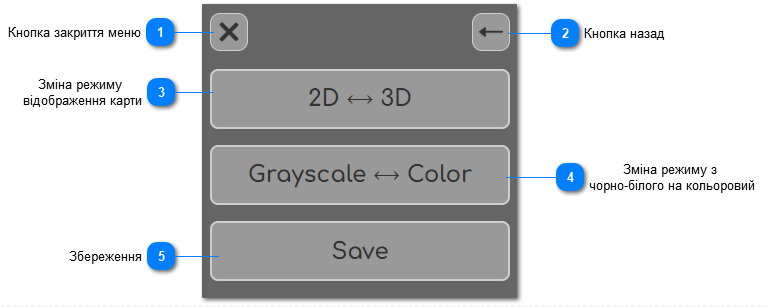 Кнопка закриття меню 1
2 Кнопка назад
Зміна режиму
відображення карти 3
2D ↔ 3D
Grayscale ↔ Color
4 Зміна режиму з
чорно-білого на кольоровий
Збереження 5
Save